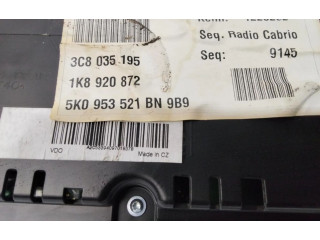 3C8 035 195
1K8 920 872
5K0 953 521 BN 9B9
Seq. Radio Cabrio
Seq: 9145
VDO
Made in CZ